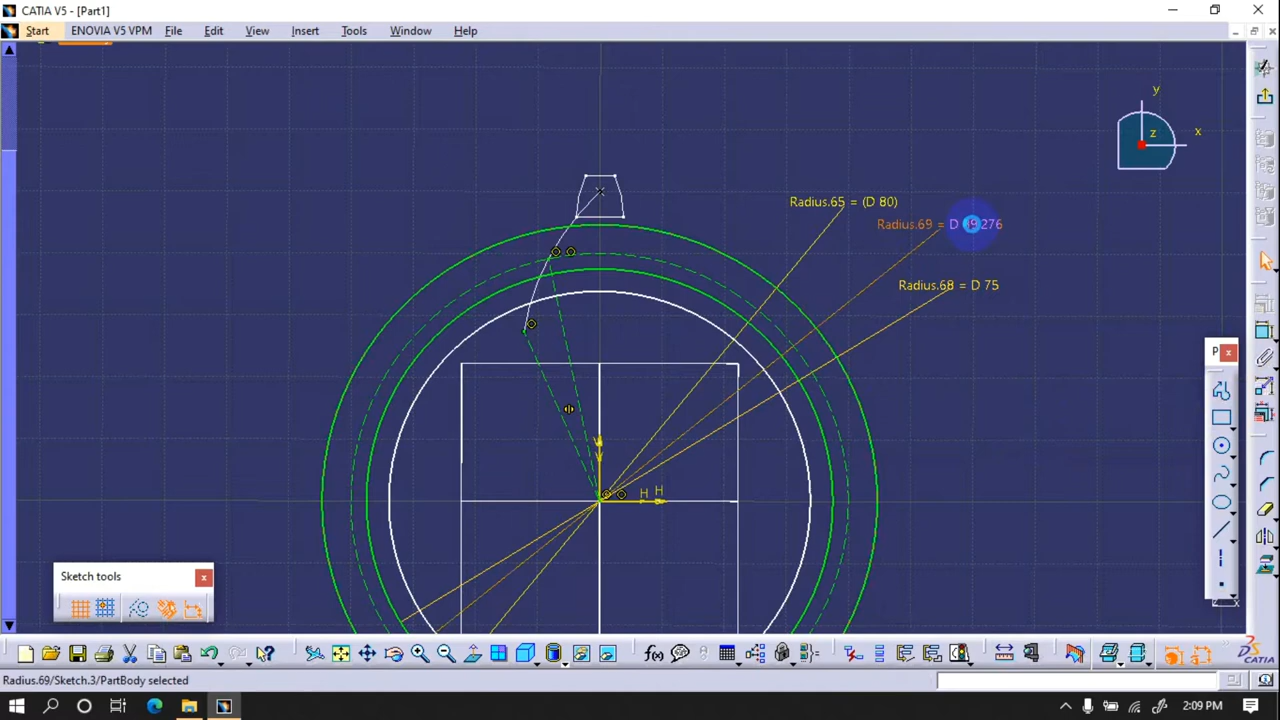 CATIA V5 - [Part1]
Start ENOVIA V5 VPM File Edit View Insert Tools Window Help
y
x
z
Radius.65 = (D 80)
Radius.69 = D 276
Radius.68 = D 75
P
H H
Sketch tools
f(x)
CATIA
Radius.69/Sketch.3/PartBody selected
2:09 PM